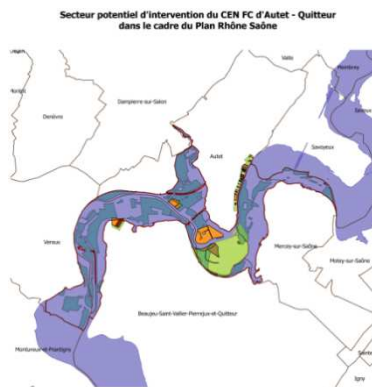 Secteur potentiel d'intervention du CEN FC d'Autet - Quitteur
dans le cadre du Plan Rhône Saône
Vaite
Dampierre-sur-Salon
Denèvre
Autet
Savoyeux
Vereux
Mercey-sur-Saône
Motey-sur-Saône
Beaujeu-Saint-Vallier-Pierrejux-et-Quitteur
Montureux-et-Prantigny
Igny